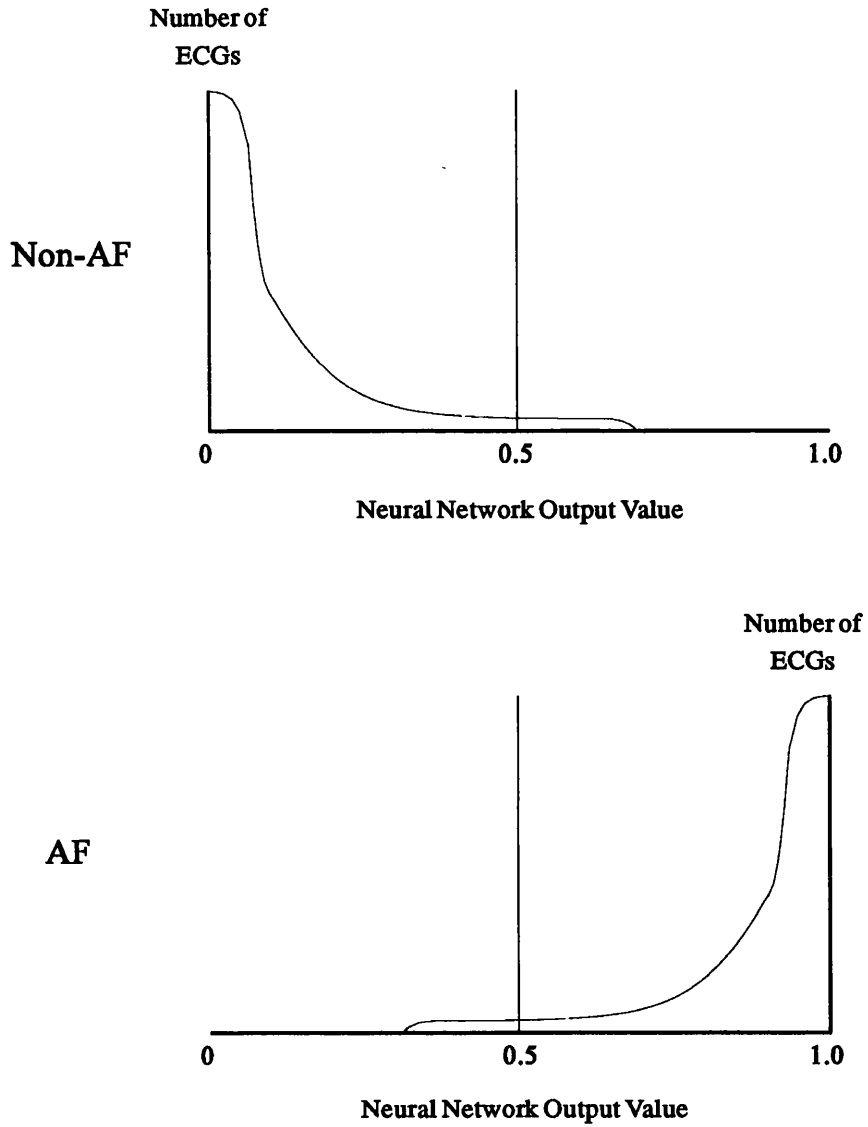 Number of
ECGs
Non-AF
0 0.5 1.0
Neural Network Output Value
Number of
ECGs
AF
0 0.5 1.0
Neural Network Output Value